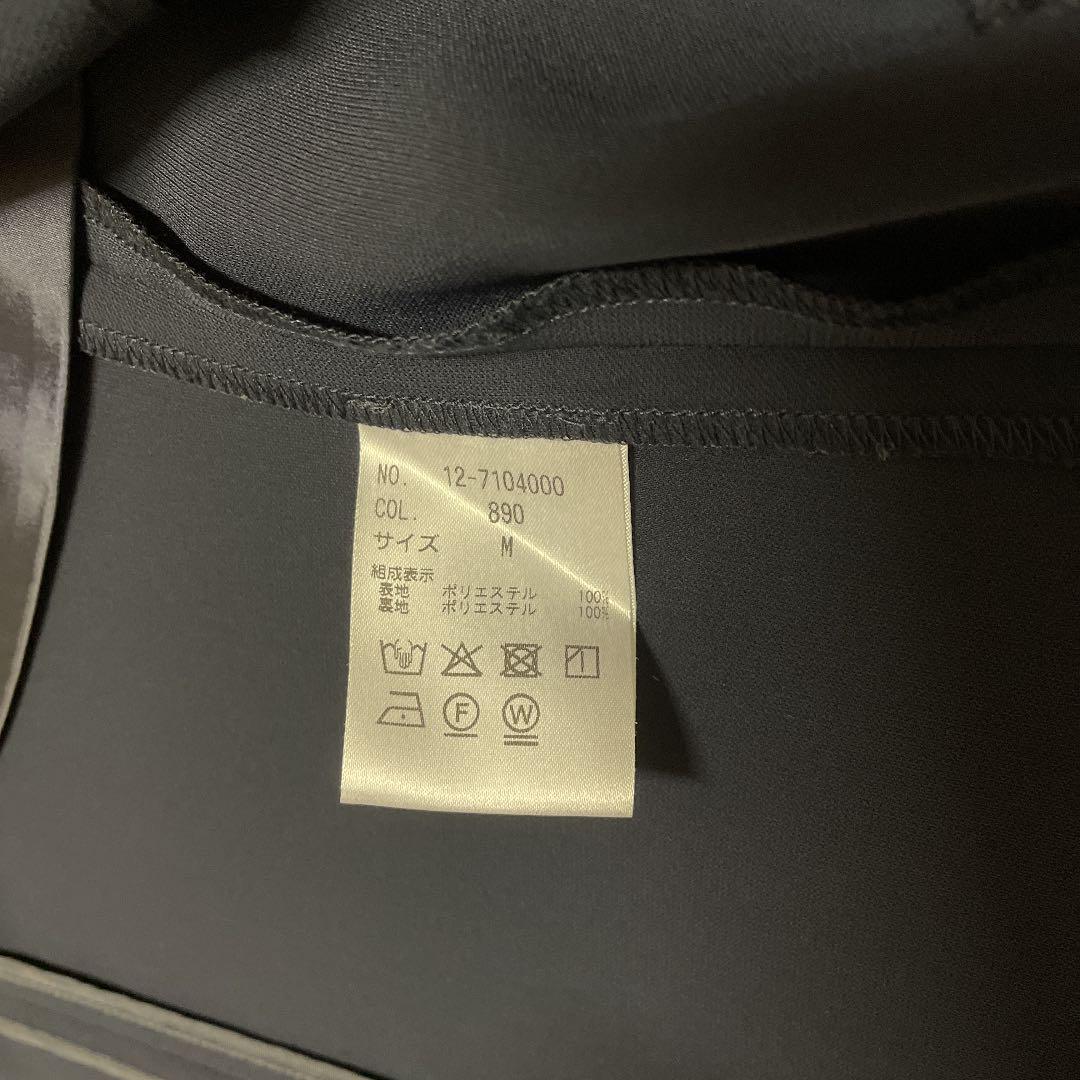 NO. 12-7104000
COL. 890
サイズ M
組成表示
表地 ポリエステル 100%
裏地 ポリエステル 100%
F W